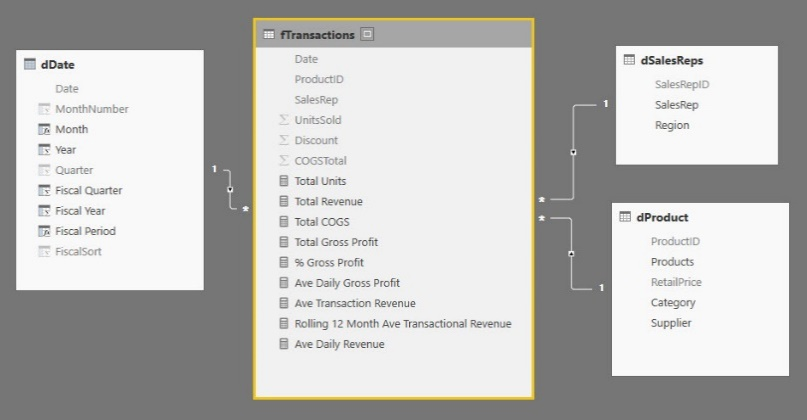 dDate
Date
MonthNumber
Month
Year
Quarter
Fiscal Quarter
Fiscal Year
Fiscal Period
FiscalSort
1
*
fTransactions
Date
ProductID
SalesRep
UnitsSold
Discount
COGSTotal
Total Units
Total Revenue
Total COGS
Total Gross Profit
% Gross Profit
Ave Daily Gross Profit
Ave Transaction Revenue
Rolling 12 Month Ave Transactional Revenue
Ave Daily Revenue
*
*
1
1
dSalesReps
SalesRepID
SalesRep
Region
dProduct
ProductID
Products
RetailPrice
Category
Supplier